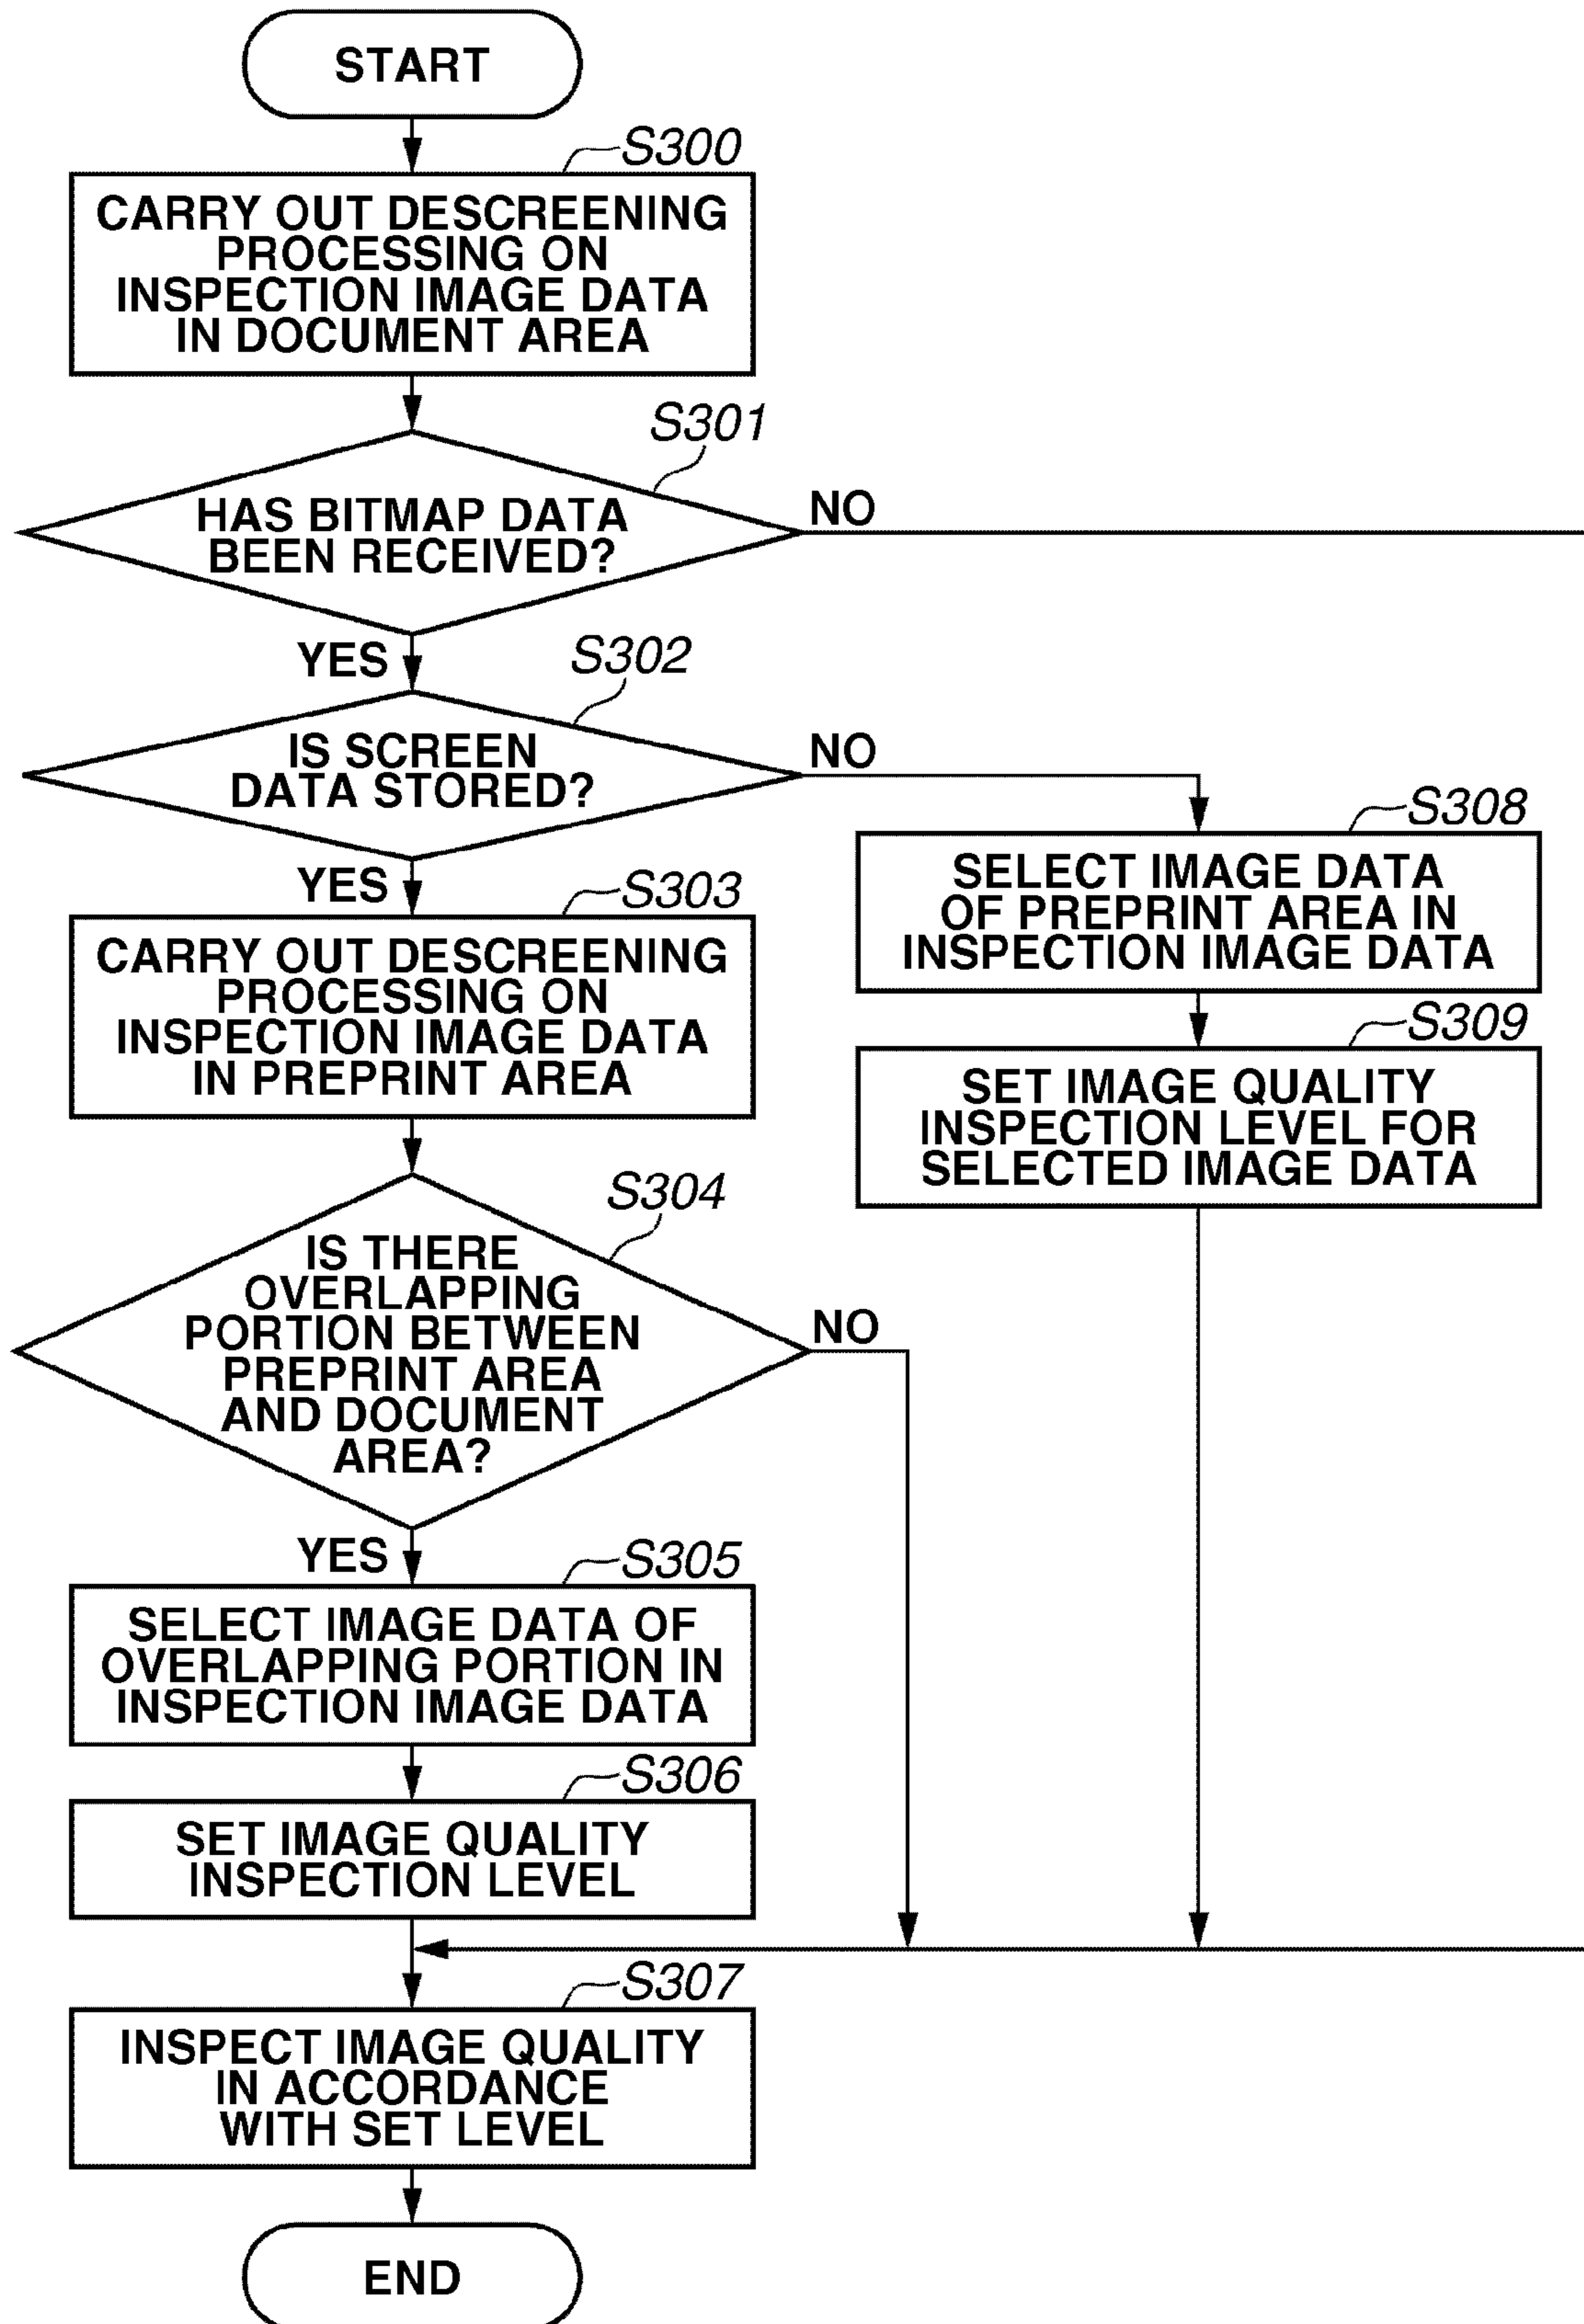 START
S300
CARRY OUT DESCREENING
PROCESSING ON
INSPECTION IMAGE DATA
IN DOCUMENT AREA
S301
HAS BITMAP DATA
BEEN RECEIVED?
NO
YES
S302
IS SCREEN
DATA STORED?
NO
YES
S303
CARRY OUT DESCREENING
PROCESSING ON
INSPECTION IMAGE DATA
IN PREPRINT AREA
S308
SELECT IMAGE DATA
OF PREPRINT AREA IN
INSPECTION IMAGE DATA
S309
SET IMAGE QUALITY
INSPECTION LEVEL FOR
SELECTED IMAGE DATA
S304
IS THERE
OVERLAPPING
PORTION BETWEEN
PREPRINT AREA
AND DOCUMENT
AREA?
NO
YES
S305
SELECT IMAGE DATA OF
OVERLAPPING PORTION IN
INSPECTION IMAGE DATA
S306
SET IMAGE QUALITY
INSPECTION LEVEL
S307
INSPECT IMAGE QUALITY
IN ACCORDANCE
WITH SET LEVEL
END